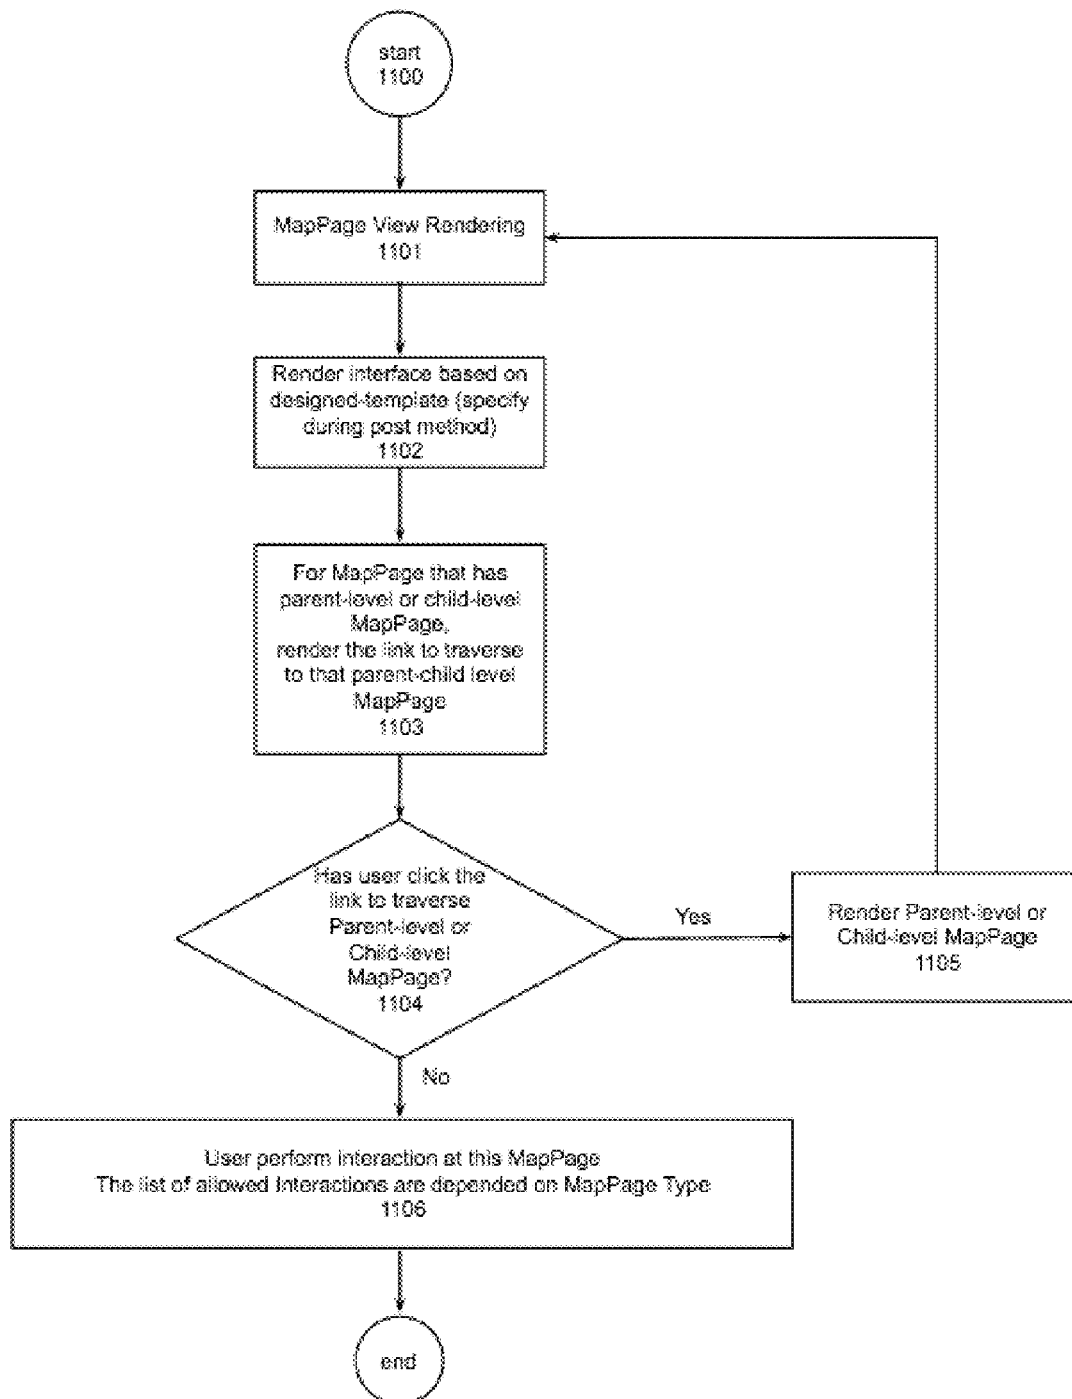 start
1100
MapPage View Rendering
1101
Render interface based on
designed-template (specify
during post method)
1102
For MapPage that has
parent-level or child-level
MapPage,
render the link to traverse
to that parent-child level
MapPage
1103
Has user click the
link to traverse
Parent-level or
Child-level
MapPage?
1104
Yes
Render Parent-level or
Child-level MapPage
1105
No
User perform interaction at this MapPage
The list of allowed Interactions are depended on MapPage Type
1106
end